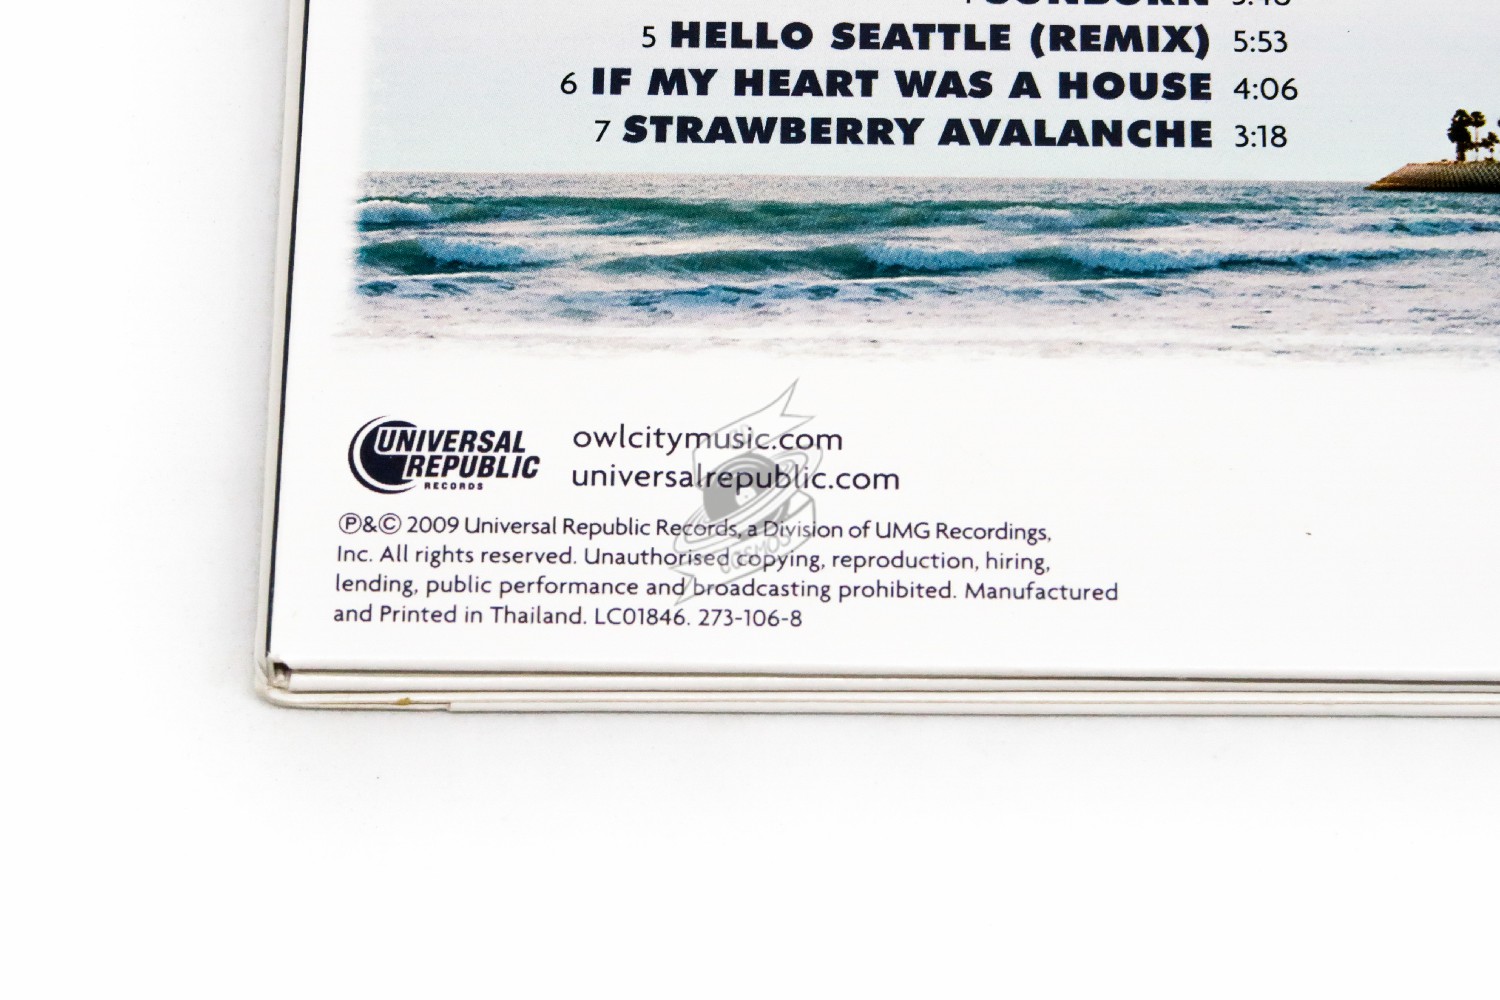 5 HELLO SEATTLE (REMIX) 5:53
6 IF MY HEART WAS A HOUSE 4:06
7 STRAWBERRY AVALANCHE 3:18
UNIVERSAL
REPUBLIC
RECORDS
owlcitymusic.com
universalrepublic.com
COSMOS
℗&© 2009 Universal Republic Records, a Division of UMG Recordings,
Inc. All rights reserved. Unauthorised copying, reproduction, hiring,
lending, public performance and broadcasting prohibited. Manufactured
and Printed in Thailand. LC01846. 273-106-8